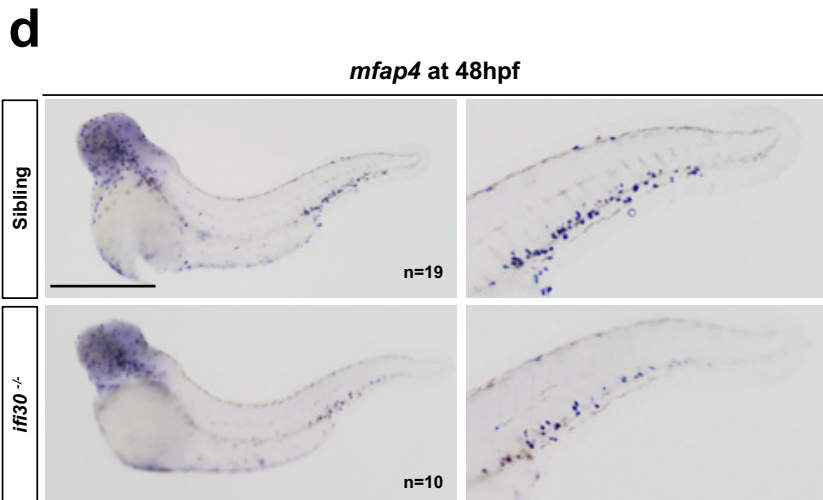 d
mfap4 at 48hpf
Sibling
n=19
ifi30 -/-
n=10